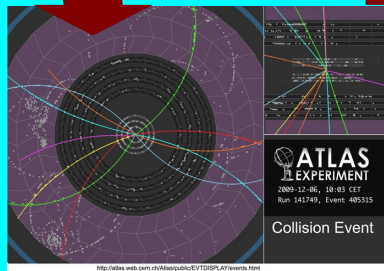 ATLAS
EXPERIMENT
2009-12-06, 10:03 CET
Run 141749, Event 405315
Collision Event
http://atlas.web.cern.ch/Atlas/public/EVTDISPLAY/events.html